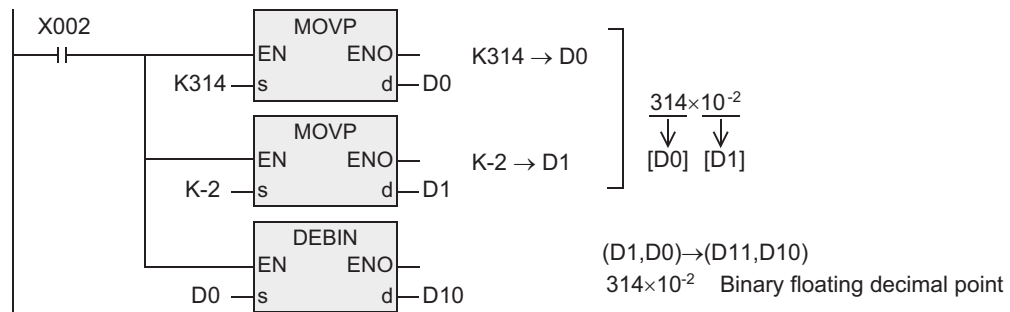 X002
MOVP
EN ENO
K314 s d D0
K314 → D0
MOVP
EN ENO
K-2 s d D1
K-2 → D1
314×10⁻²
[D0] [D1]
DEBIN
EN ENO
D0 s d D10
(D1,D0)→(D11,D10)
314×10⁻² Binary floating decimal point